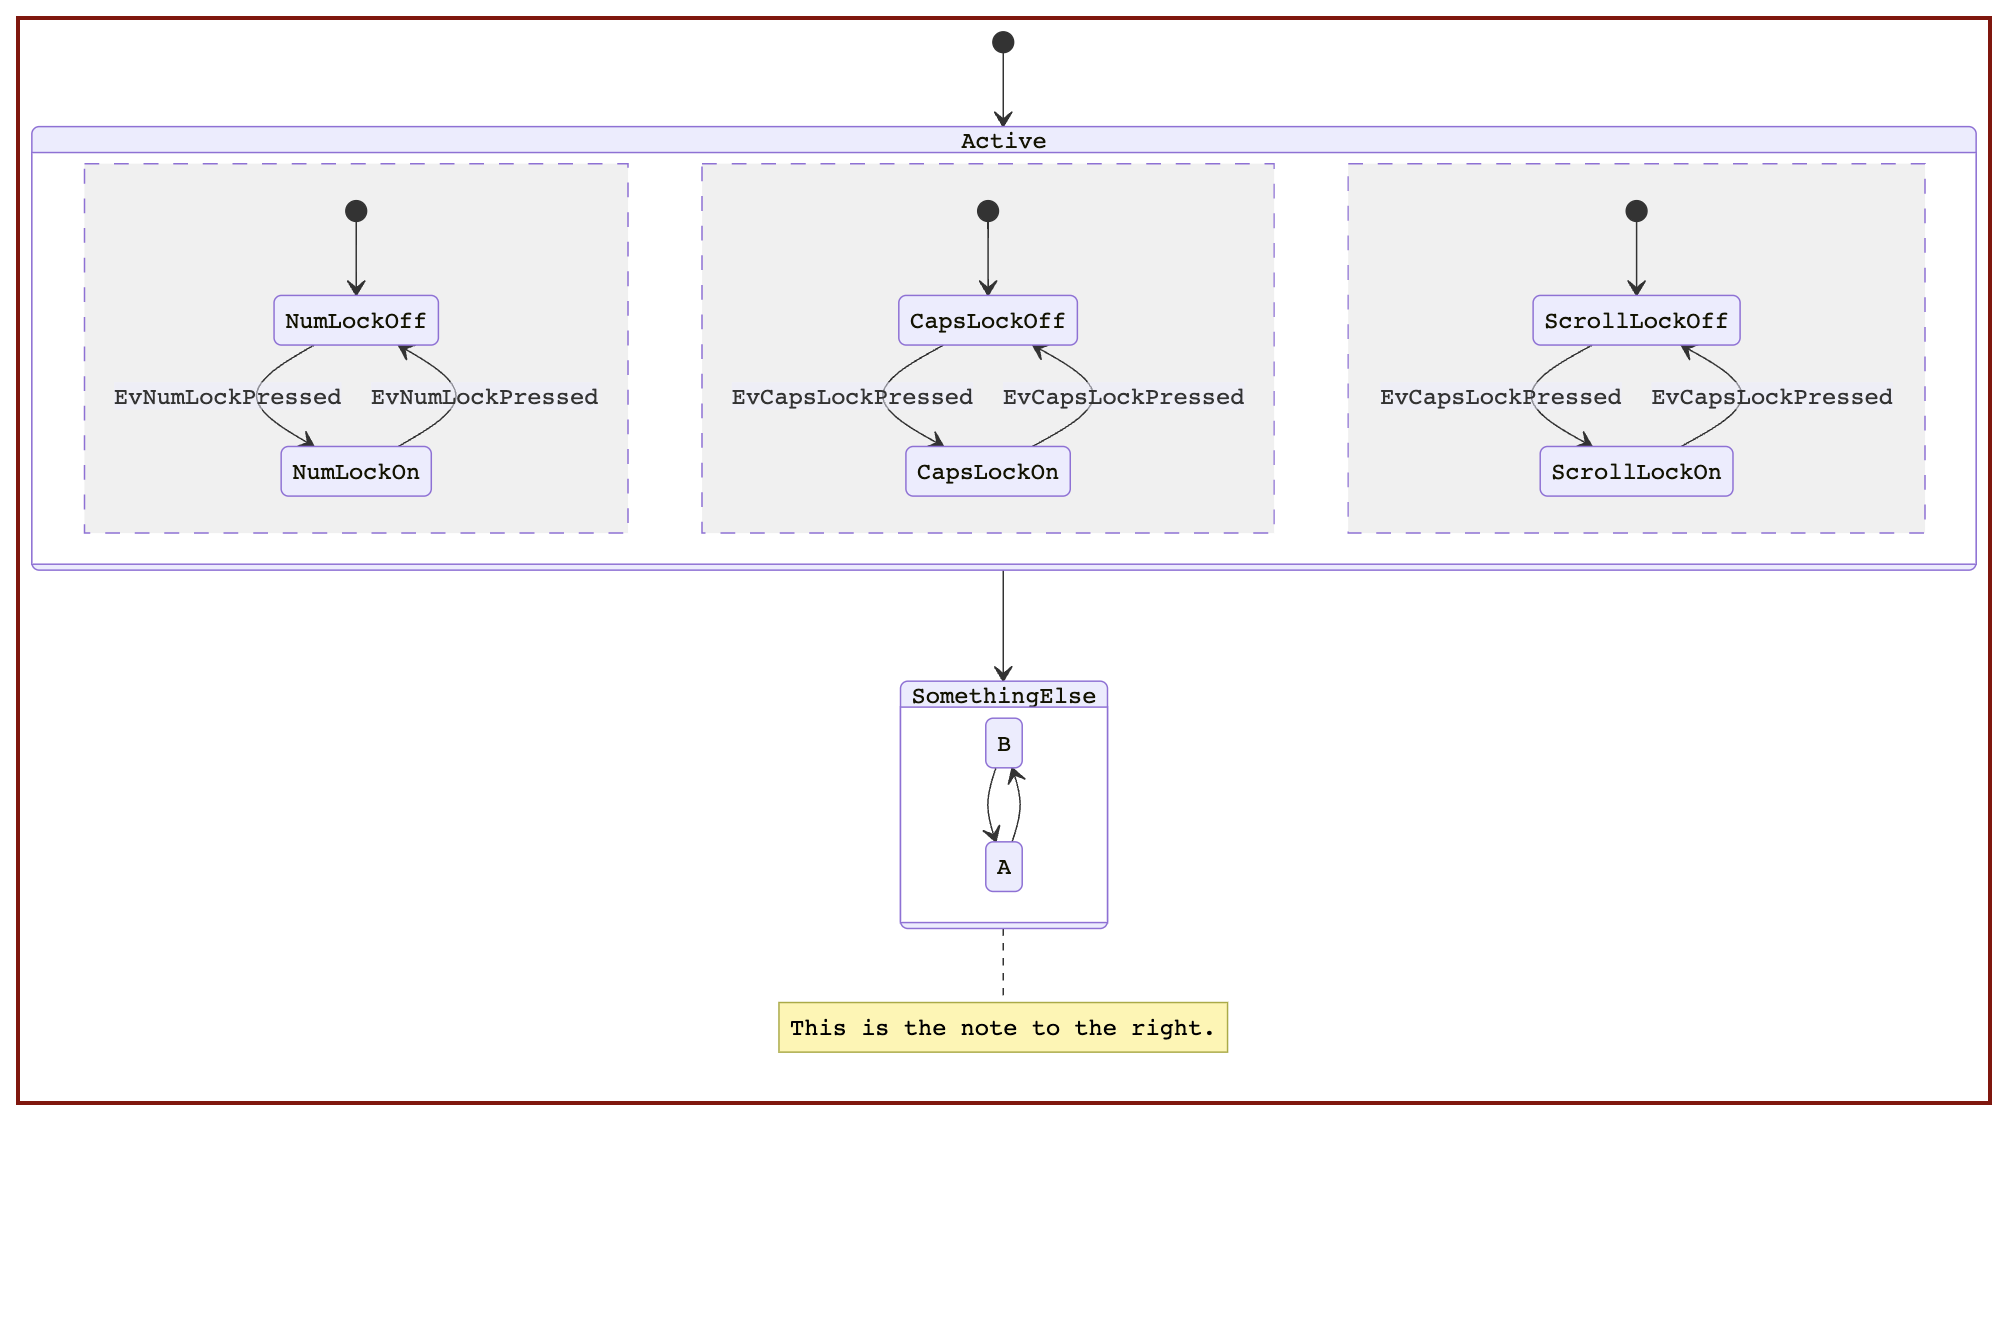 Active
NumLockOff
CapsLockOff
ScrollLockOff
EvNumLockPressed
EvNumLockPressed
EvCapsLockPressed
EvCapsLockPressed
EvCapsLockPressed
EvCapsLockPressed
NumLockOn
CapsLockOn
ScrollLockOn
SomethingElse
B
A
This is the note to the right.